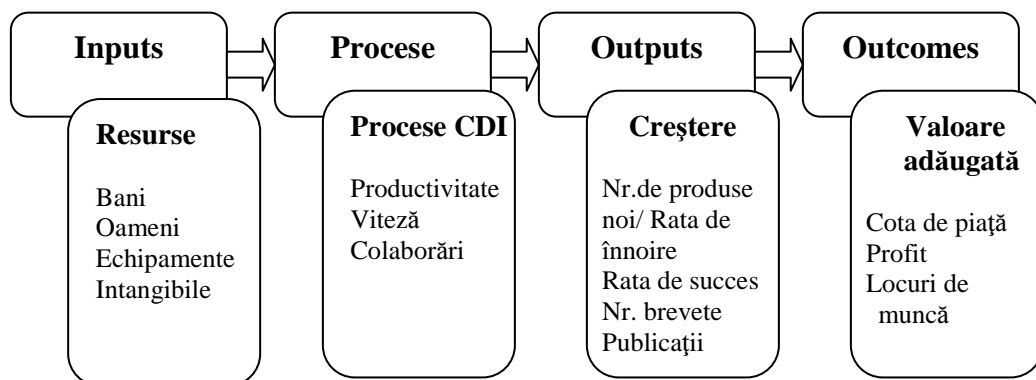 Inputs
Resurse
Bani
Oameni
Echipamente
Intangibile
Procese
Procese CDI
Productivitate
Viteză
Colaborări
Outputs
Creştere
Nr.de produse
noi/ Rata de
înnoire
Rata de succes
Nr. brevete
Publicaţii
Outcomes
Valoare
adăugată
Cota de piaţă
Profit
Locuri de
muncă